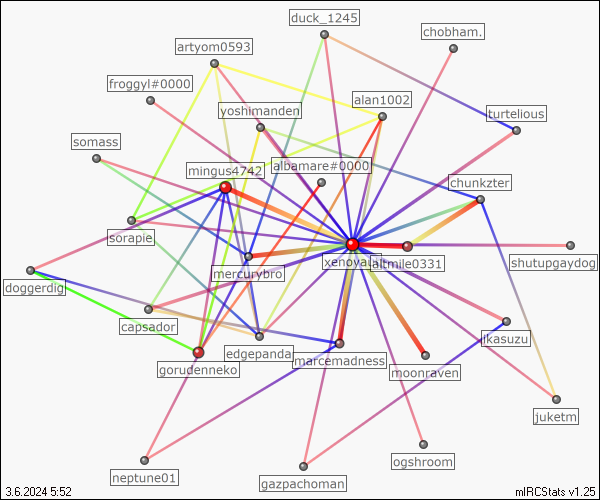 duck_1245
chobham.
artyom0593
froggyl#0000
alan1002
yoshimanden
turtelious
somass
mingus4742
albamare#0000
chunkzter
sorapie
xenoyaui
altmile0331
shutupgaydog
mercurybro
doggerdig
capsador
edgepanda
marcemadness
ikasuzu
gorudenneko
moonraven
juketm
neptune01
gazpachoman
ogshroom
3.6.2024 5:52
mIRCStats v1.25